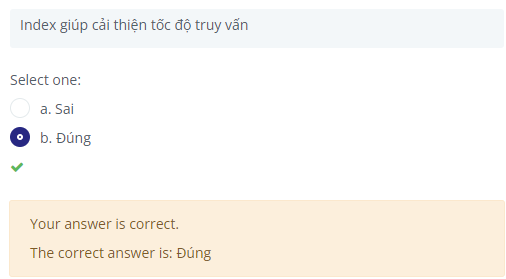 Index giúp cải thiện tốc độ truy vấn
Select one:
a. Sai
b. Đúng
Your answer is correct.
The correct answer is: Đúng